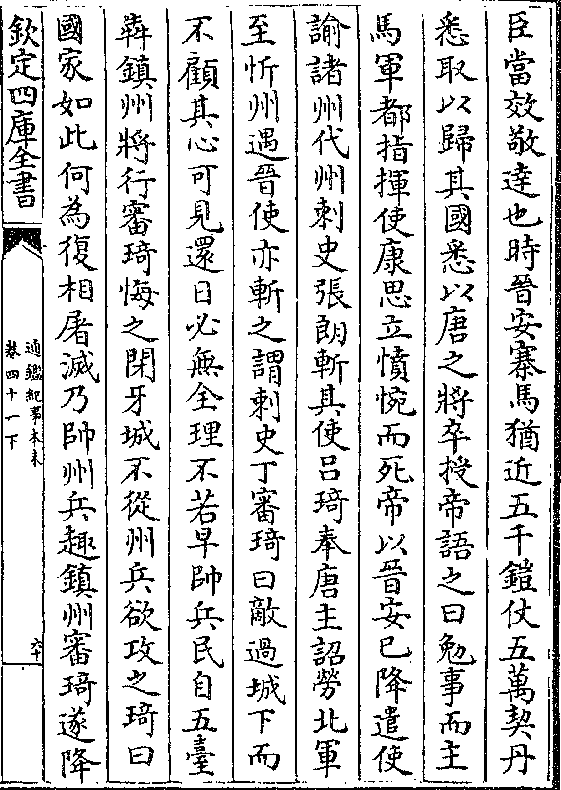 臣當效敬達也時晉安寨馬猶近五千鎧仗五萬契丹
悉取以歸其國悉以唐之將卒授帝語之曰勉事而主
馬軍都指揮使康思立憤惋而死帝以晉安已降遣使
諭諸州代州刺史張朗斬其使吕琦奉唐主詔勞北軍
至忻州遇晉使亦斬之謂刺史丁審琦曰敵過城下而
不顧其心可見還日必無全理不若早帥兵民自五臺
犇鎮州將行審琦悔之閉牙城不從州兵欲攻之琦曰
國家如此何為復相屠滅乃帥州兵趣鎮州審琦遂降
欽定四庫全書
通鑑紀事本末
卷四十一下
六十